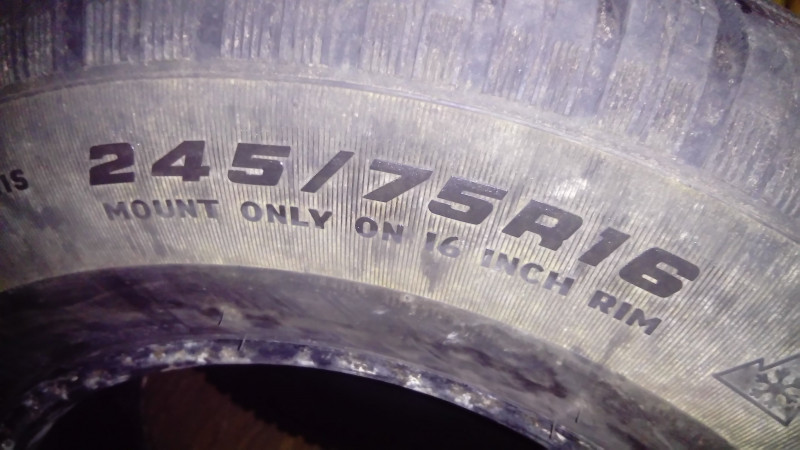 245/75R16
MOUNT ONLY ON 16 INCH RIM